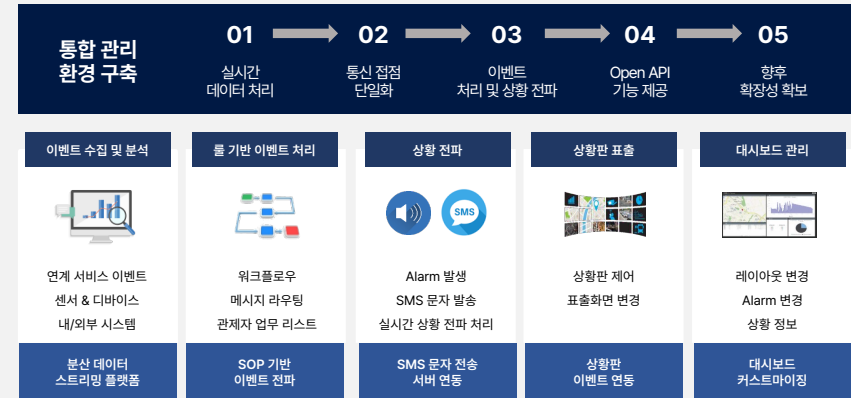 통합 관리
환경 구축
01
02
03
04
05
실시간
데이터 처리
통신 접점
단일화
이벤트
처리 및 상황 전파
Open API
기능 제공
향후
확장성 확보
이벤트 수집 및 분석
연계 서비스 이벤트
센서 & 디바이스
내/외부 시스템
분산 데이터
스트리밍 플랫폼
룰 기반 이벤트 처리
워크플로우
메시지 라우팅
관제자 업무 리스트
SOP 기반
이벤트 전파
상황 전파
SMS
Alarm 발생
SMS 문자 발송
실시간 상황 전파 처리
SMS 문자 전송
서버 연동
상황판 표출
상황판 제어
표출화면 변경
상황판
이벤트 연동
대시보드 관리
레이아웃 변경
Alarm 변경
상황 정보
대시보드
커스트마이징